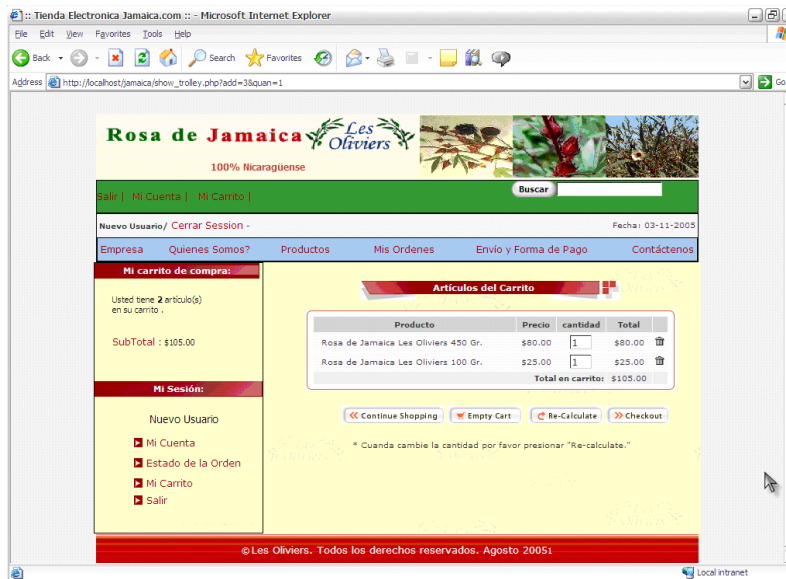 :: Tienda Electronica Jamaica.com :: - Microsoft Internet Explorer
File Edit View Favorites Tools Help
Back Search Favorites
Address http://localhost/jamaica/show_trolley.php?add=3&quan=1 Go
Rosa de Jamaica Les Oliviers
100% Nicaragüense
Buscar
Salir | Mi Cuenta | Mi Carrito |
Nuevo Usuario/ Cerrar Session - Fecha: 03-11-2005
Empresa Quienes Somos? Productos Mis Ordenes Envío y Forma de Pago Contáctenos
Mi carrito de compra:
Usted tiene 2 artículo(s)
en su carrito .
SubTotal : $105.00
Mi Sesión:
Nuevo Usuario
Mi Cuenta
Estado de la Orden
Mi Carrito
Salir
Artículos del Carrito
Producto Precio cantidad Total
Rosa de Jamaica Les Oliviers 450 Gr. $80.00 1 $80.00
Rosa de Jamaica Les Oliviers 100 Gr. $25.00 1 $25.00
Total en carrito: $105.00
Continue Shopping Empty Cart Re-Calculate Checkout
* Cuanda cambie la cantidad por favor presionar "Re-calculate."
©Les Oliviers. Todos los derechos reservados. Agosto 20051
Local intranet